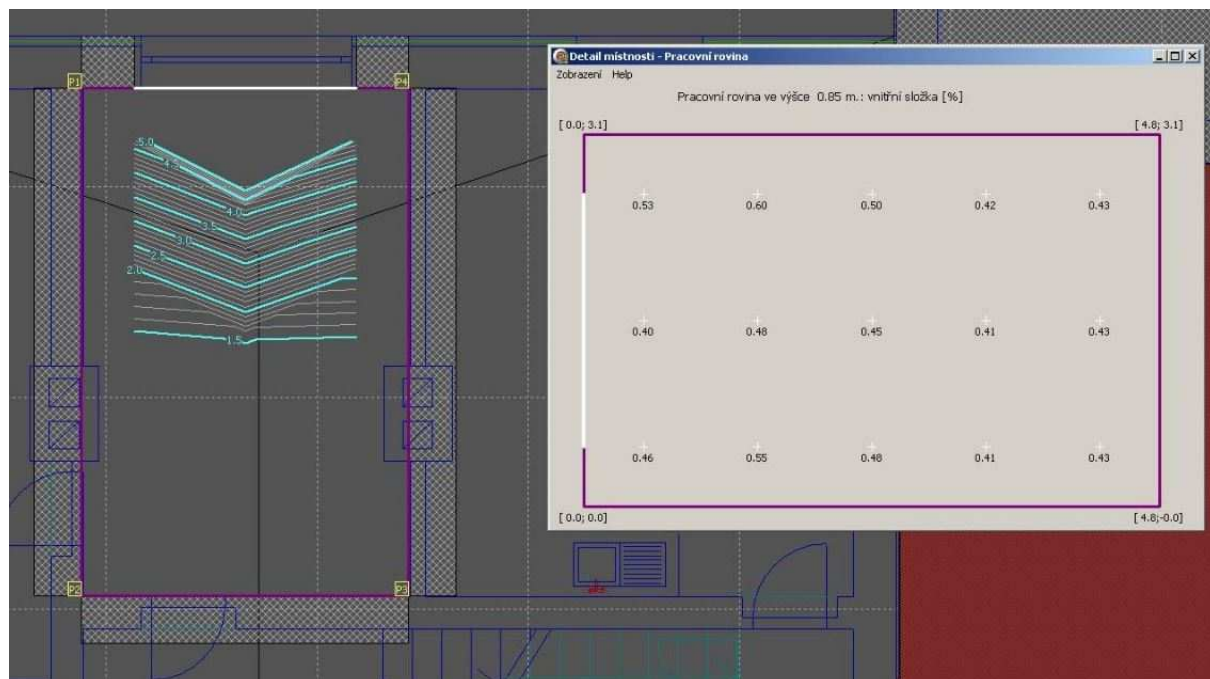 P1
P4
5.0
4.5
4.0
3.5
3.0
2.5
2.0
1.5
P2
P3
Detail místnosti - Pracovní rovina
Zobrazení Help
Pracovní rovina ve výšce 0.85 m.: vnitřní složka [%]
[ 0.0; 3.1] [ 4.8; 3.1]
0.53 0.60 0.50 0.42 0.43
0.40 0.48 0.45 0.41 0.43
0.46 0.55 0.48 0.41 0.43
[ 0.0; 0.0] [ 4.8;-0.0]